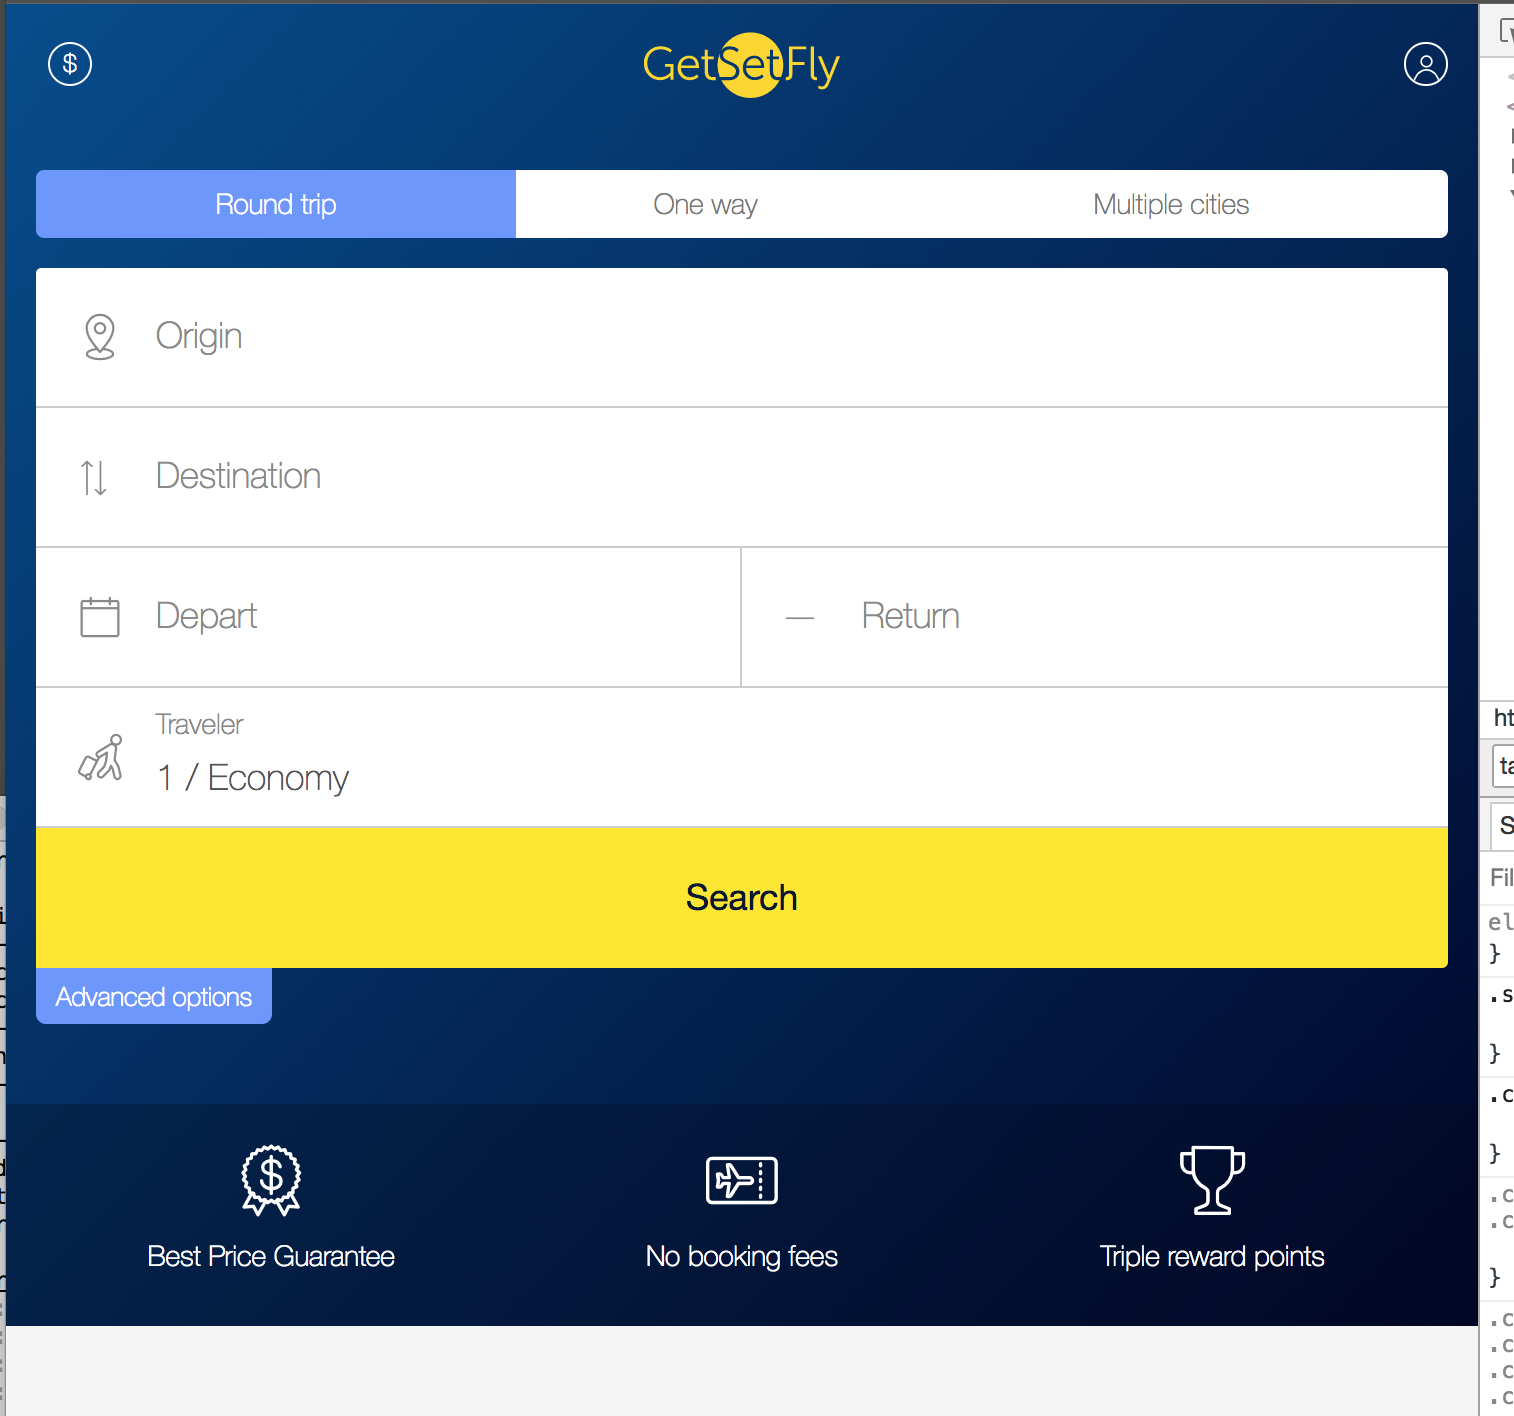 $
GetSetFly
Round trip
One way
Multiple cities
Origin
Destination
Depart
— Return
Traveler
1 / Economy
Search
Advanced options
$
Best Price Guarantee
No booking fees
Triple reward points
}
}
}
}